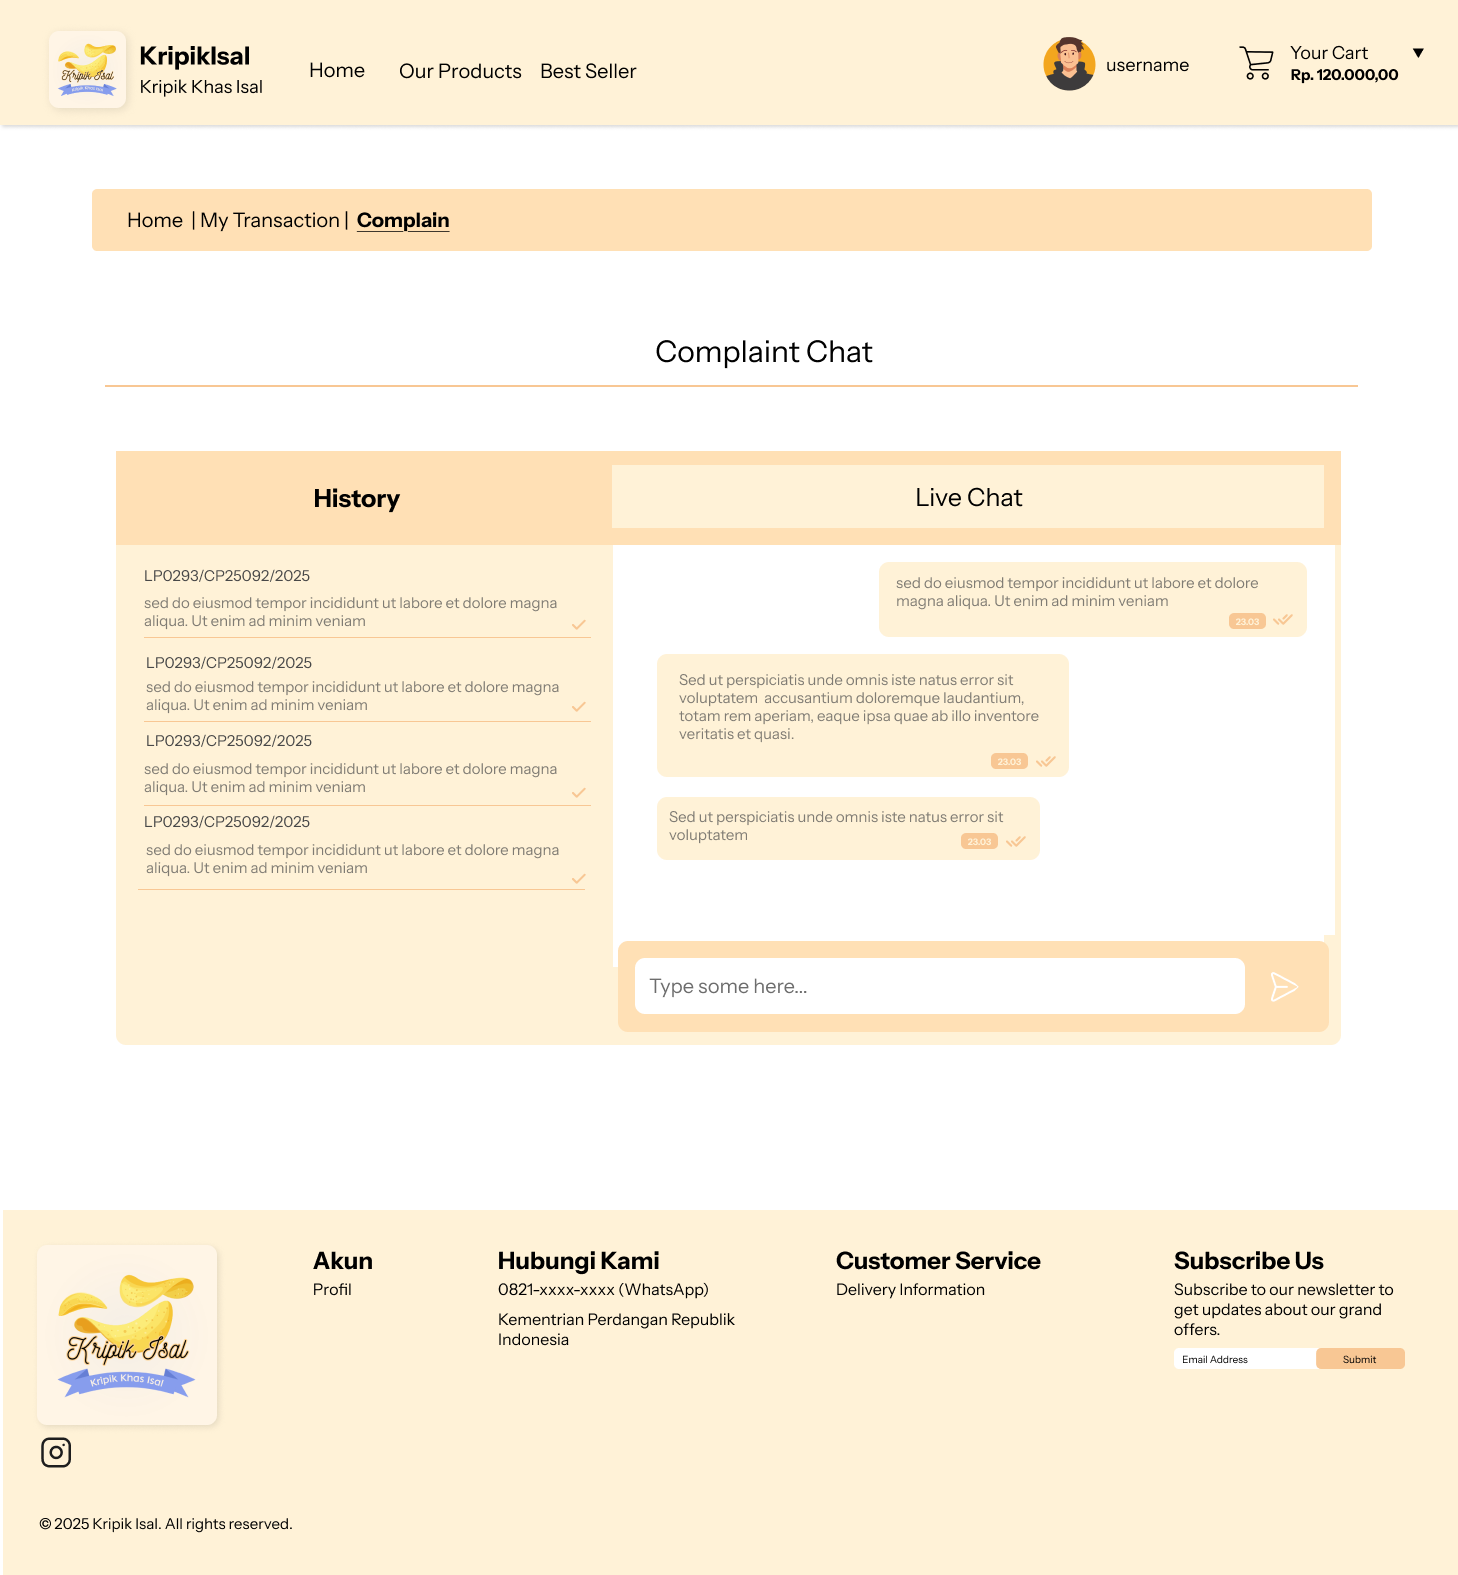 Kripik Isal
Kripik Khas Isal
KripikIsal
Kripik Khas Isal
Home
Our Products
Best Seller
username
Your Cart
▼
Rp. 120.000,00
Home | My Transaction | Complain
Complaint Chat
History
Live Chat
LP0293/CP25092/2025
sed do eiusmod tempor incididunt ut labore et dolore magna
aliqua. Ut enim ad minim veniam
LP0293/CP25092/2025
sed do eiusmod tempor incididunt ut labore et dolore magna
aliqua. Ut enim ad minim veniam
LP0293/CP25092/2025
sed do eiusmod tempor incididunt ut labore et dolore magna
aliqua. Ut enim ad minim veniam
LP0293/CP25092/2025
sed do eiusmod tempor incididunt ut labore et dolore magna
aliqua. Ut enim ad minim veniam
sed do eiusmod tempor incididunt ut labore et dolore
magna aliqua. Ut enim ad minim veniam
23.03
Sed ut perspiciatis unde omnis iste natus error sit
voluptatem  accusantium doloremque laudantium,
totam rem aperiam, eaque ipsa quae ab illo inventore
veritatis et quasi.
23.03
Sed ut perspiciatis unde omnis iste natus error sit
voluptatem
23.03
Type some here...
Kripik Isal
Kripik Khas Isal
Akun
Profil
Hubungi Kami
0821-xxxx-xxxx (WhatsApp)
Kementrian Perdangan Republik
Indonesia
Customer Service
Delivery Information
Subscribe Us
Subscribe to our newsletter to
get updates about our grand
offers.
Email Address
Submit
© 2025 Kripik Isal. All rights reserved.